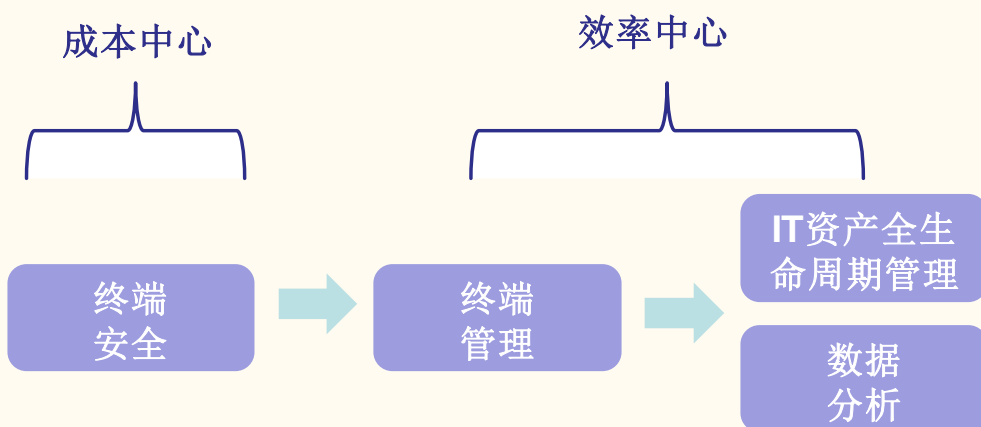 成本中心
效率中心
终端
安全
终端
管理
IT资产全生
命周期管理
数据
分析